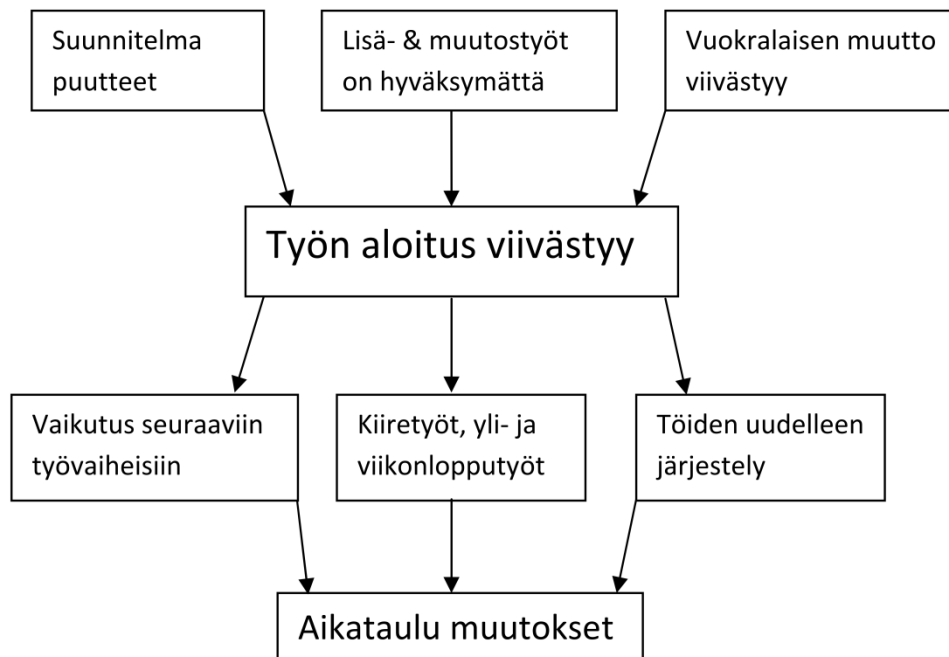 Suunnitelma
puutteet
Lisä- & muutostyöt
on hyväksymättä
Vuokralaisen muutto
viivästyy
Työn aloitus viivästyy
Vaikutus seuraaviin
työvaiheisiin
Kiiretyöt, yli- ja
viikonlopputyöt
Töiden uudelleen
järjestely
Aikataulu muutokset